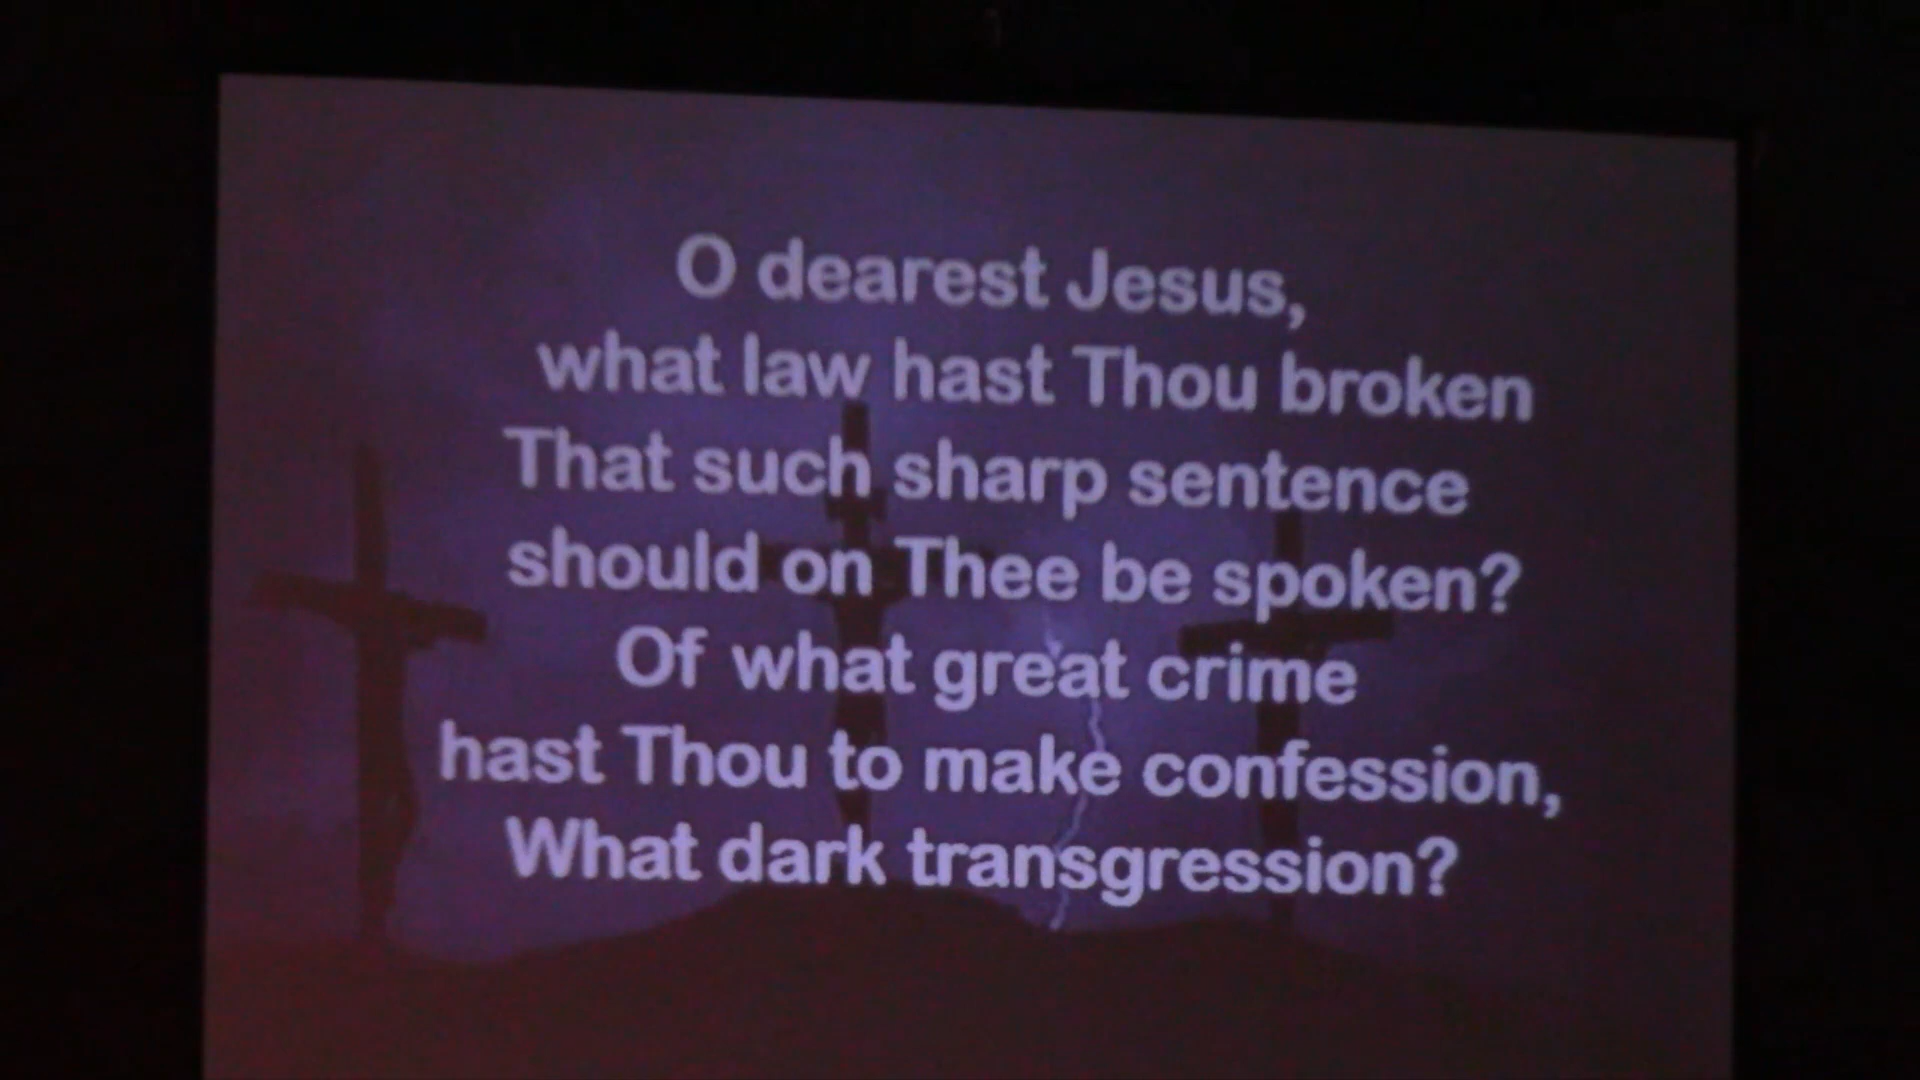 O dearest Jesus,
what law hast Thou broken
That such sharp sentence
should on Thee be spoken?
Of what great crime
hast Thou to make confession,
What dark transgression?